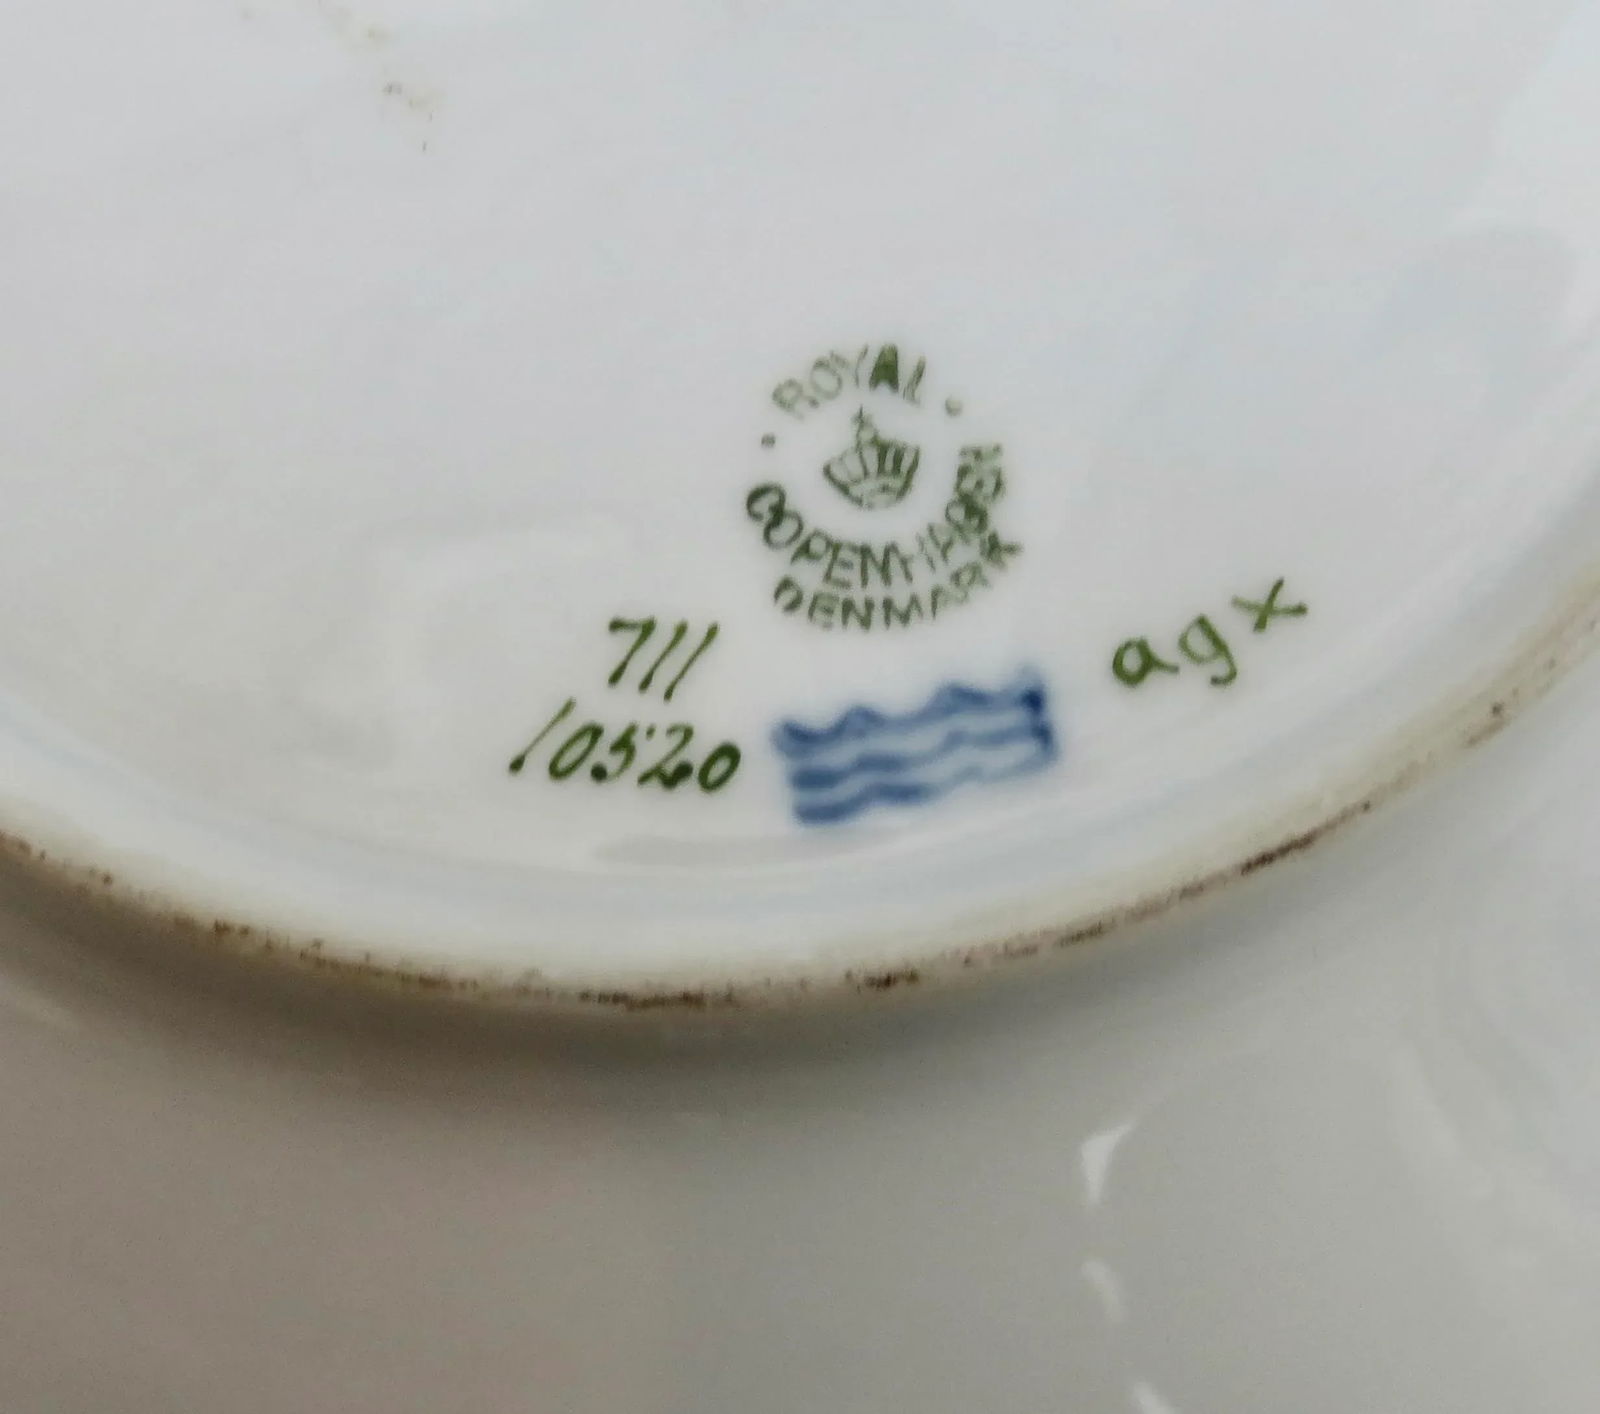 ROYAL
COPENHAGEN
DENMARK
711
10520
agx